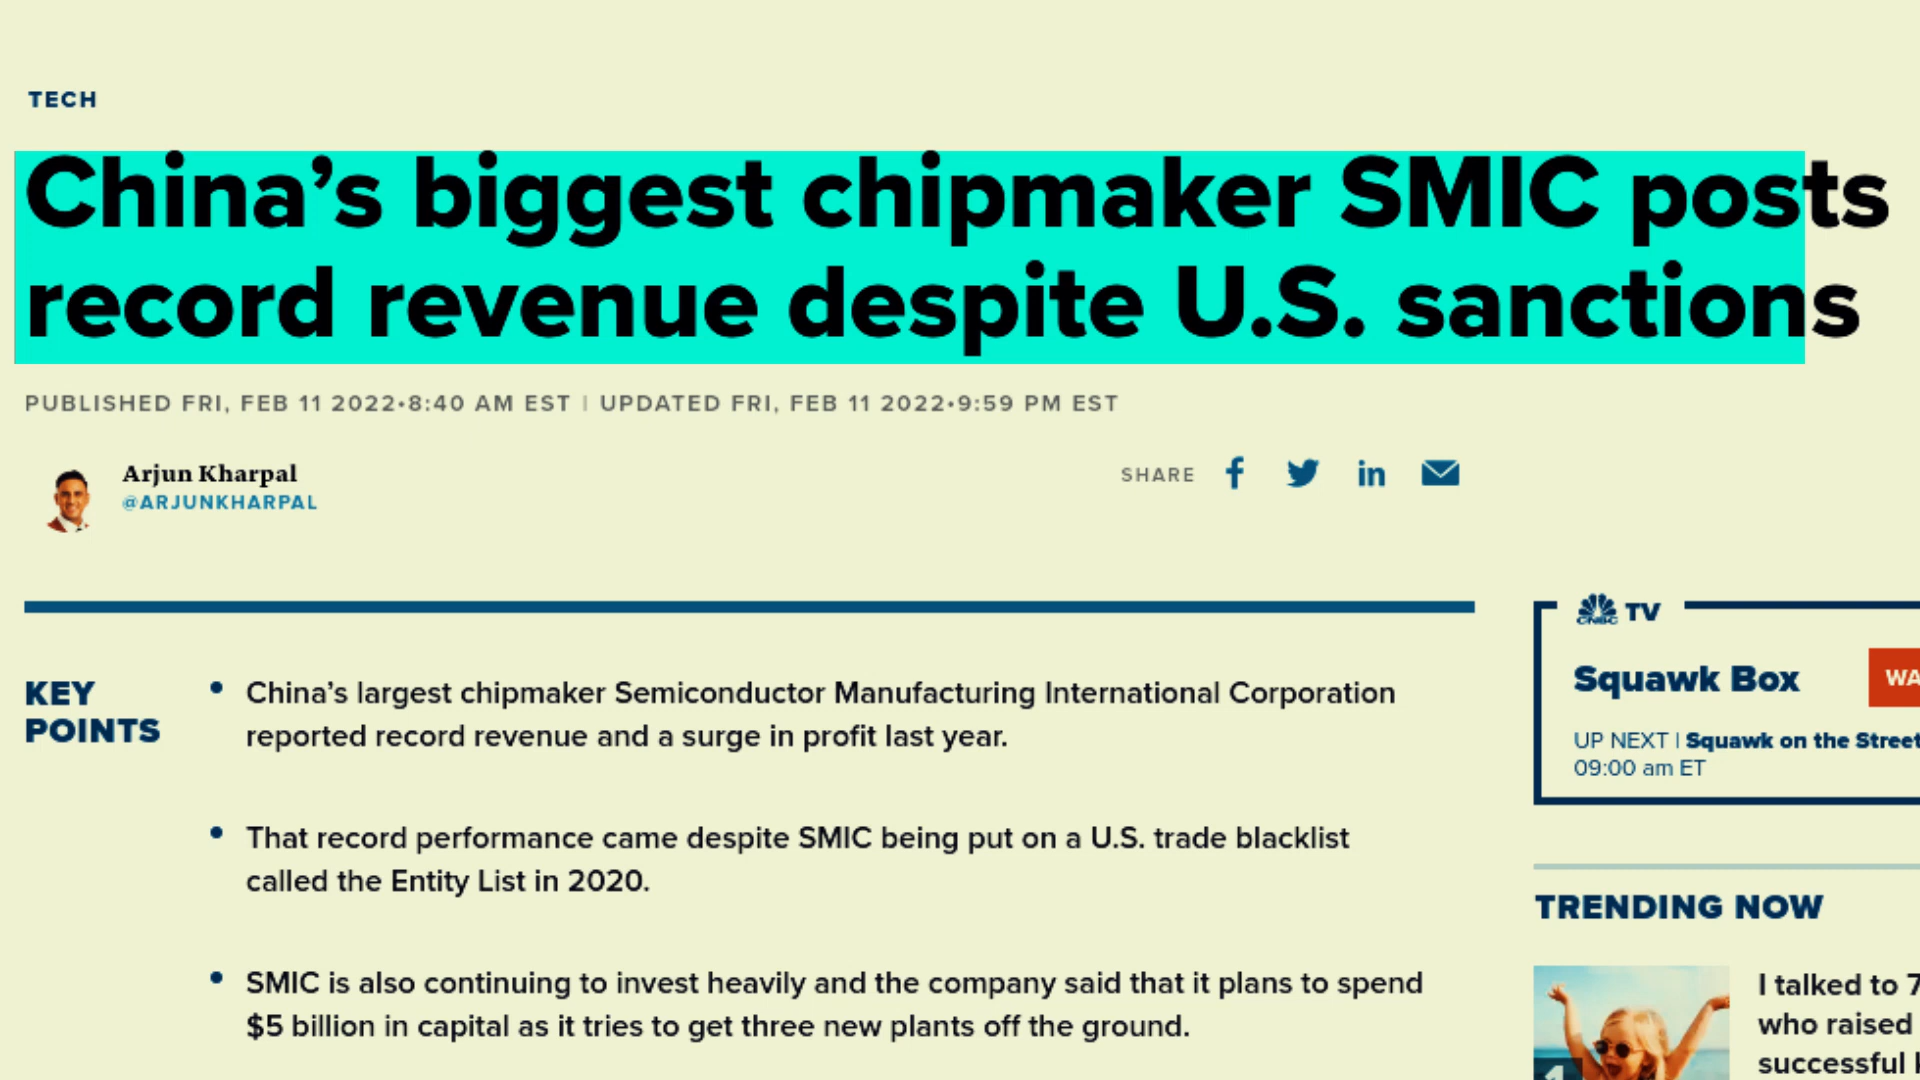 TECH
China’s biggest chipmaker SMIC posts
record revenue despite U.S. sanctions
PUBLISHED FRI, FEB 11 2022•8:40 AM EST | UPDATED FRI, FEB 11 2022•9:59 PM EST
Arjun Kharpal
@ARJUNKHARPAL
SHARE
KEY
POINTS
• China’s largest chipmaker Semiconductor Manufacturing International Corporation
reported record revenue and a surge in profit last year.
• That record performance came despite SMIC being put on a U.S. trade blacklist
called the Entity List in 2020.
• SMIC is also continuing to invest heavily and the company said that it plans to spend
$5 billion in capital as it tries to get three new plants off the ground.
CNBC TV
Squawk Box
WA
UP NEXT | Squawk on the Street
09:00 am ET
TRENDING NOW
1
I talked to 7
who raised
successful